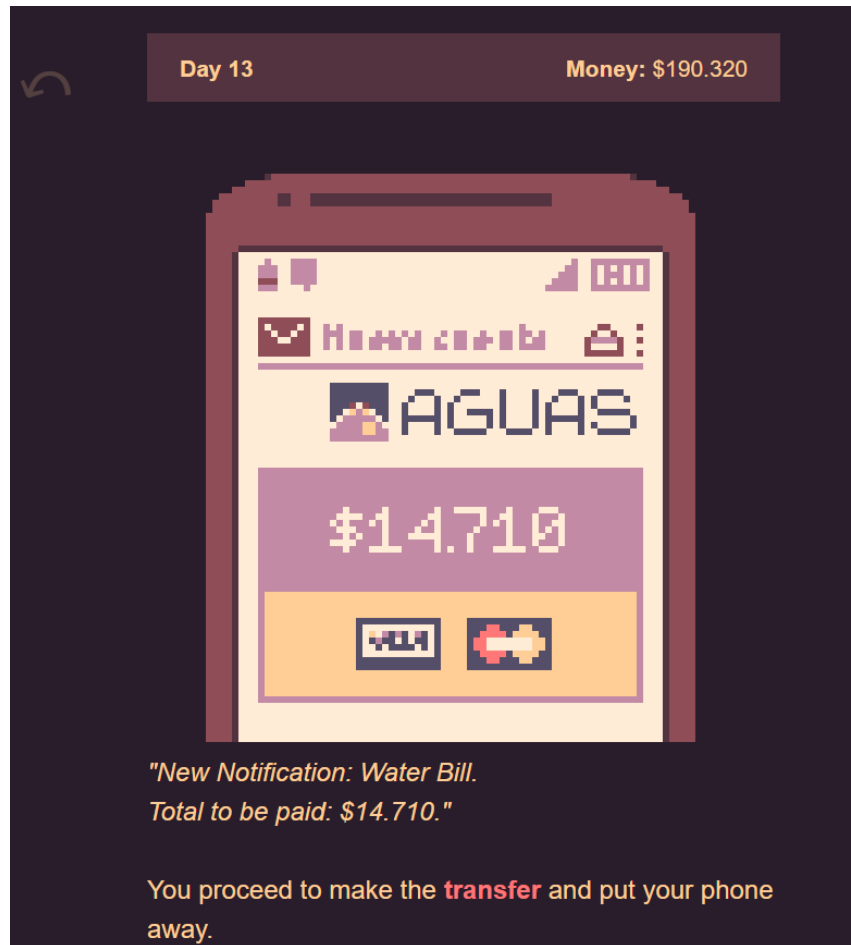 Day 13
Money: $190.320
AGUAS
$14.710
"New Notification: Water Bill.
Total to be paid: $14.710."
You proceed to make the transfer and put your phone
away.